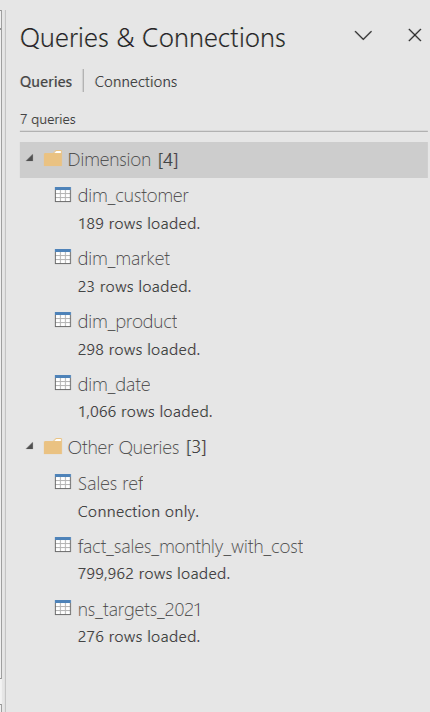 Queries & Connections
Queries | Connections
7 queries
Dimension [4]
dim_customer
189 rows loaded.
dim_market
23 rows loaded.
dim_product
298 rows loaded.
dim_date
1,066 rows loaded.
Other Queries [3]
Sales ref
Connection only.
fact_sales_monthly_with_cost
799,962 rows loaded.
ns_targets_2021
276 rows loaded.